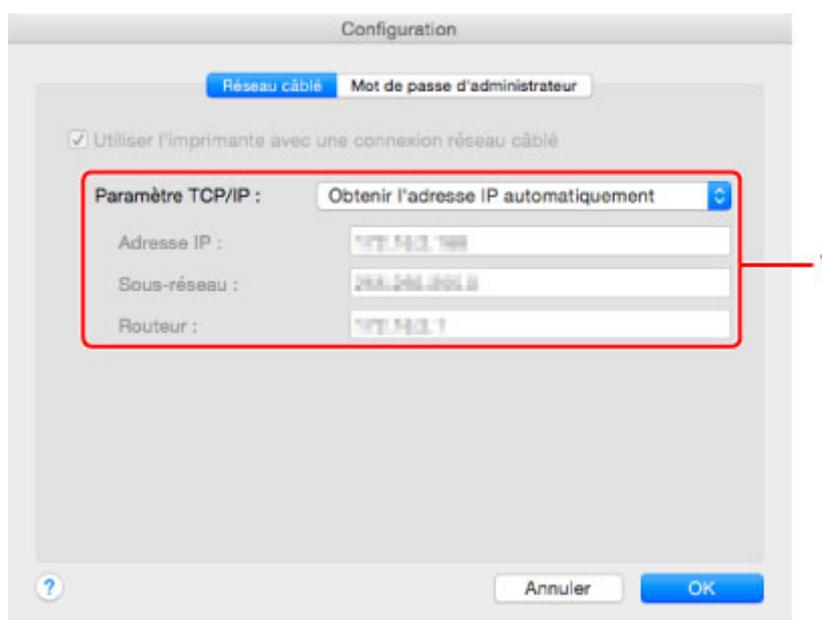 Configuration
Réseau câblé Mot de passe d'administrateur
Utiliser l'imprimante avec une connexion réseau câblé
Paramètre TCP/IP : Obtenir l'adresse IP automatiquement
Adresse IP :
Sous-réseau :
Routeur :
? Annuler OK